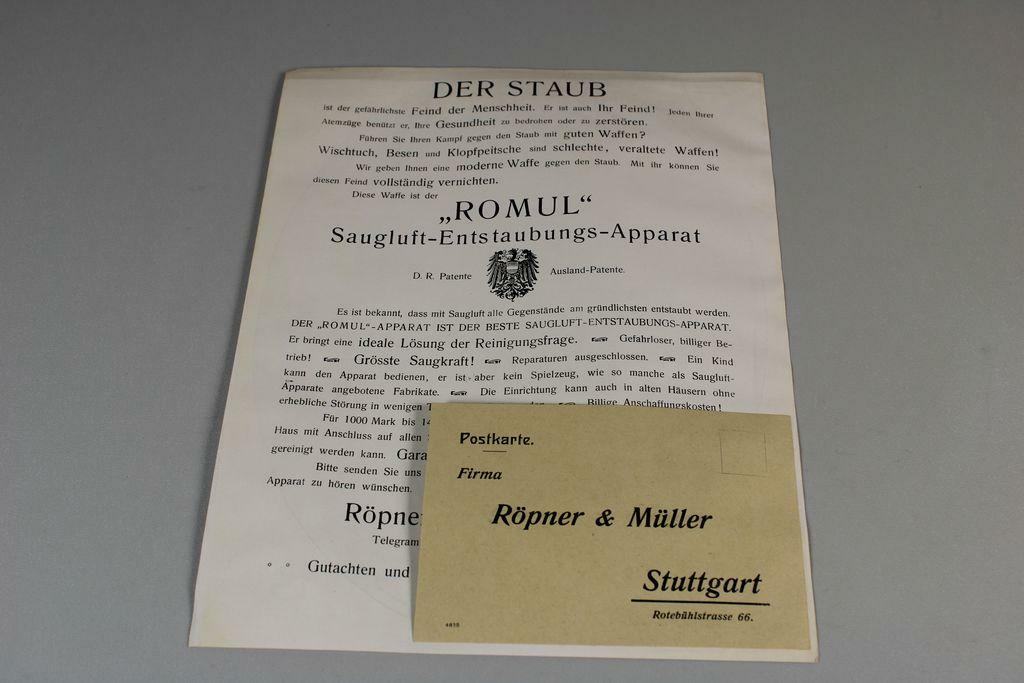 DER STAUB
ist der gefährlichste Feind der Menschheit. Er ist auch Ihr Feind! Jeden Ihrer
Atemzüge benützt er, Ihre Gesundheit zu bedrohen oder zu zerstören.
Führen Sie Ihren Kampf gegen den Staub mit guten Waffen?
Wischtuch, Besen und Klopfpeitsche sind schlechte, veraltete Waffen!
Wir geben Ihnen eine moderne Waffe gegen den Staub. Mit ihr können Sie
diesen Feind vollständig vernichten.
Diese Waffe ist der
„ROMUL“
Saugluft-Entstaubungs-Apparat
D. R. Patente Ausland-Patente.
Es ist bekannt, dass mit Saugluft alle Gegenstände am gründlichsten entstaubt werden.
DER „ROMUL“-APPARAT IST DER BESTE SAUGLUFT-ENTSTAUBUNGS-APPARAT.
Er bringt eine ideale Lösung der Reinigungsfrage. Gefahrloser, billiger Be-
trieb! Grösste Saugkraft! Reparaturen ausgeschlossen. Ein Kind
kann den Apparat bedienen, er ist aber kein Spielzeug, wie so manche als Saugluft-
Apparate angebotene Fabrikate. Die Einrichtung kann auch in alten Häusern ohne
erhebliche Störung in wenigen Billige Anschaffungskosten!
Für 1000 Mark bis
Haus mit Anschluss auf allen
gereinigt werden kann.
Bitte senden Sie uns
Apparat zu hören wünschen.
Röpne
Telegram
Gutachten und
Postkarte.
Firma
Röpner & Müller
Stuttgart
Rotebühlstrasse 66.